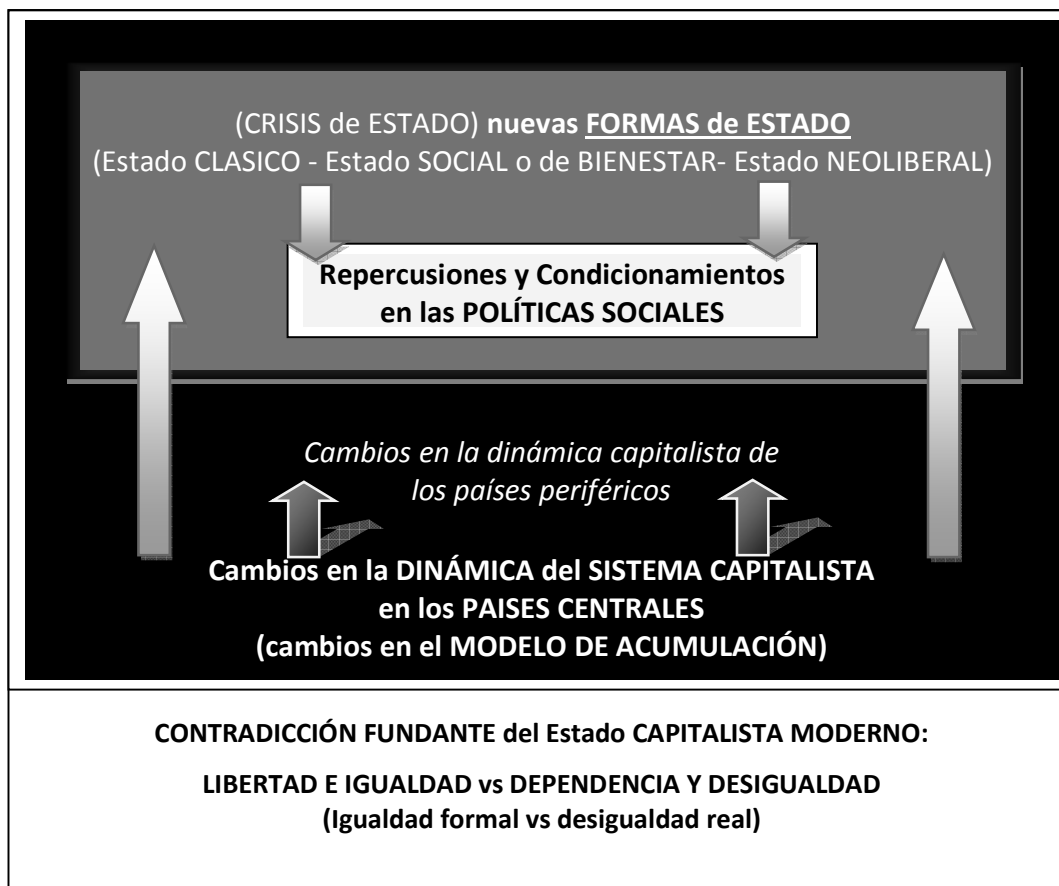 (CRISIS de ESTADO) nuevas FORMAS de ESTADO
(Estado CLASICO - Estado SOCIAL o de BIENESTAR- Estado NEOLIBERAL)
Repercusiones y Condicionamientos
en las POLÍTICAS SOCIALES
Cambios en la dinámica capitalista de
los países periféricos
Cambios en la DINÁMICA del SISTEMA CAPITALISTA
en los PAISES CENTRALES
(cambios en el MODELO DE ACUMULACIÓN)
CONTRADICCIÓN FUNDANTE del Estado CAPITALISTA MODERNO:
LIBERTAD E IGUALDAD vs DEPENDENCIA Y DESIGUALDAD
(Igualdad formal vs desigualdad real)